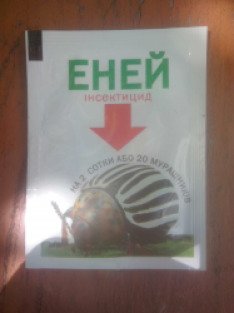 ЕНЕЙ
ІНСЕКТИЦИД
НА 2 СОТКИ АБО 20 МУРАШНИКІВ